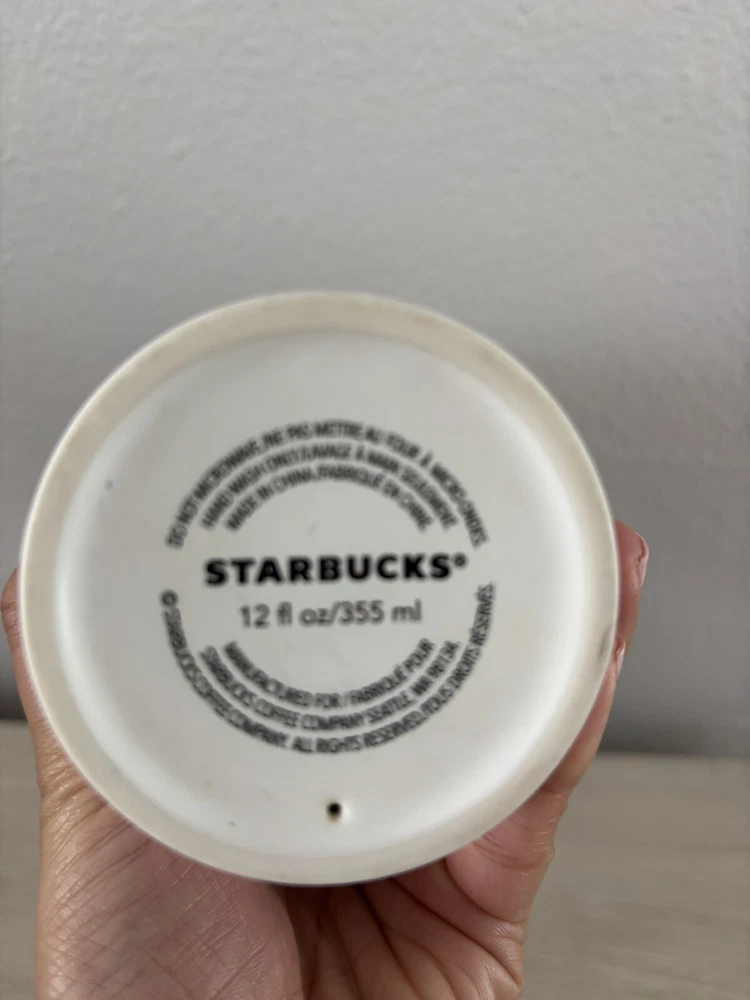 DO NOT MICROWAVE./NE PAS METTRE AU FOUR À MICRO-ONDES.
HAND WASH ONLY./LAVAGE À MAIN SEULEMENT.
MADE IN CHINA./FABRIQUÉ EN CHINE.
STARBUCKS®
12 fl oz/355 ml
MANUFACTURED FOR / FABRIQUÉ POUR
STARBUCKS COFFEE COMPANY SEATTLE, WA 98134.
© STARBUCKS COFFEE COMPANY. ALL RIGHTS RESERVED./TOUS DROITS RÉSERVÉS.